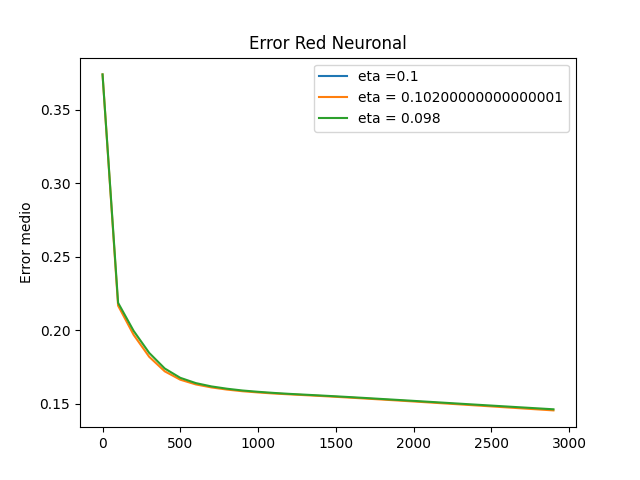 Error Red Neuronal
eta =0.1
eta = 0.10200000000000001
eta = 0.098
Error medio
0.35
0.30
0.25
0.20
0.15
0
500
1000
1500
2000
2500
3000